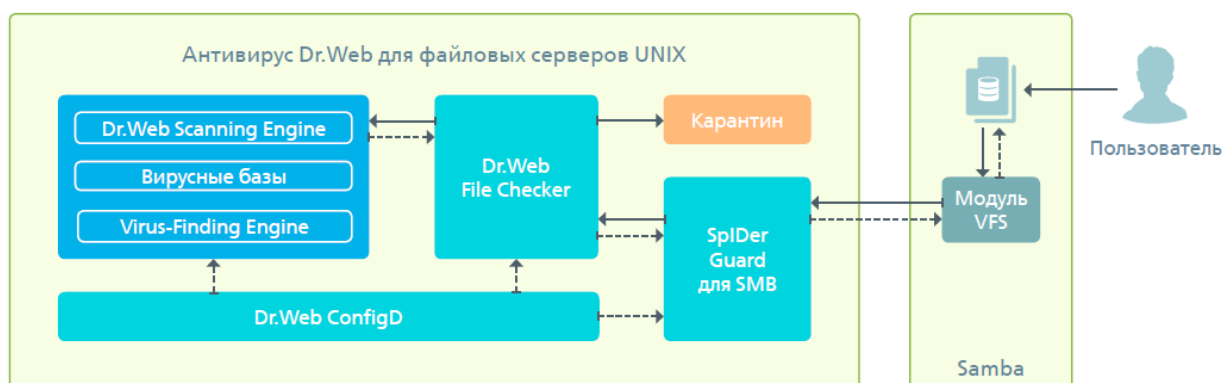 Антивирус Dr.Web для файловых серверов UNIX
Dr.Web Scanning Engine
Вирусные базы
Virus-Finding Engine
Dr.Web
File Checker
Карантин
SpIDer
Guard
для SMB
Dr.Web ConfigD
Модуль
VFS
Samba
Пользователь